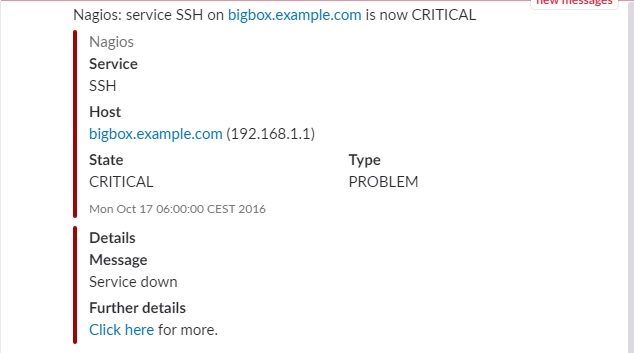 new messages
Nagios: service SSH on bigbox.example.com is now CRITICAL
Nagios
Service
SSH
Host
bigbox.example.com (192.168.1.1)
State Type
CRITICAL PROBLEM
Mon Oct 17 06:00:00 CEST 2016
Details
Message
Service down
Further details
Click here for more.